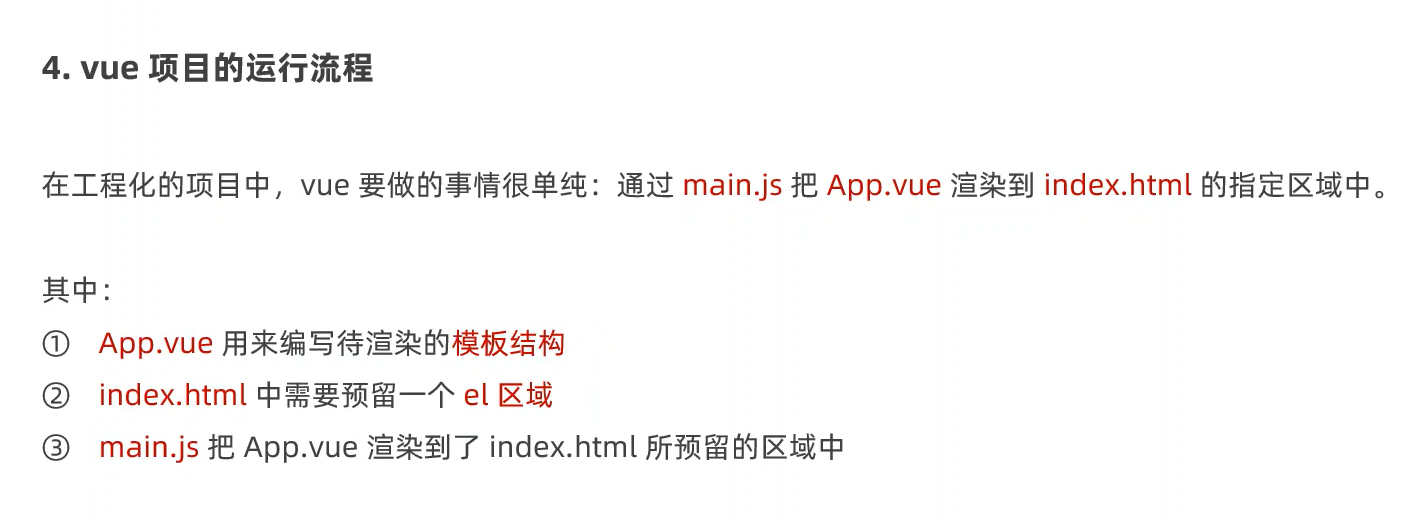 4. vue 项目的运行流程
在工程化的项目中，vue 要做的事情很单纯：通过 main.js 把 App.vue 渲染到 index.html 的指定区域中。
其中：
① App.vue 用来编写待渲染的模板结构
② index.html 中需要预留一个 el 区域
③ main.js 把 App.vue 渲染到了 index.html 所预留的区域中